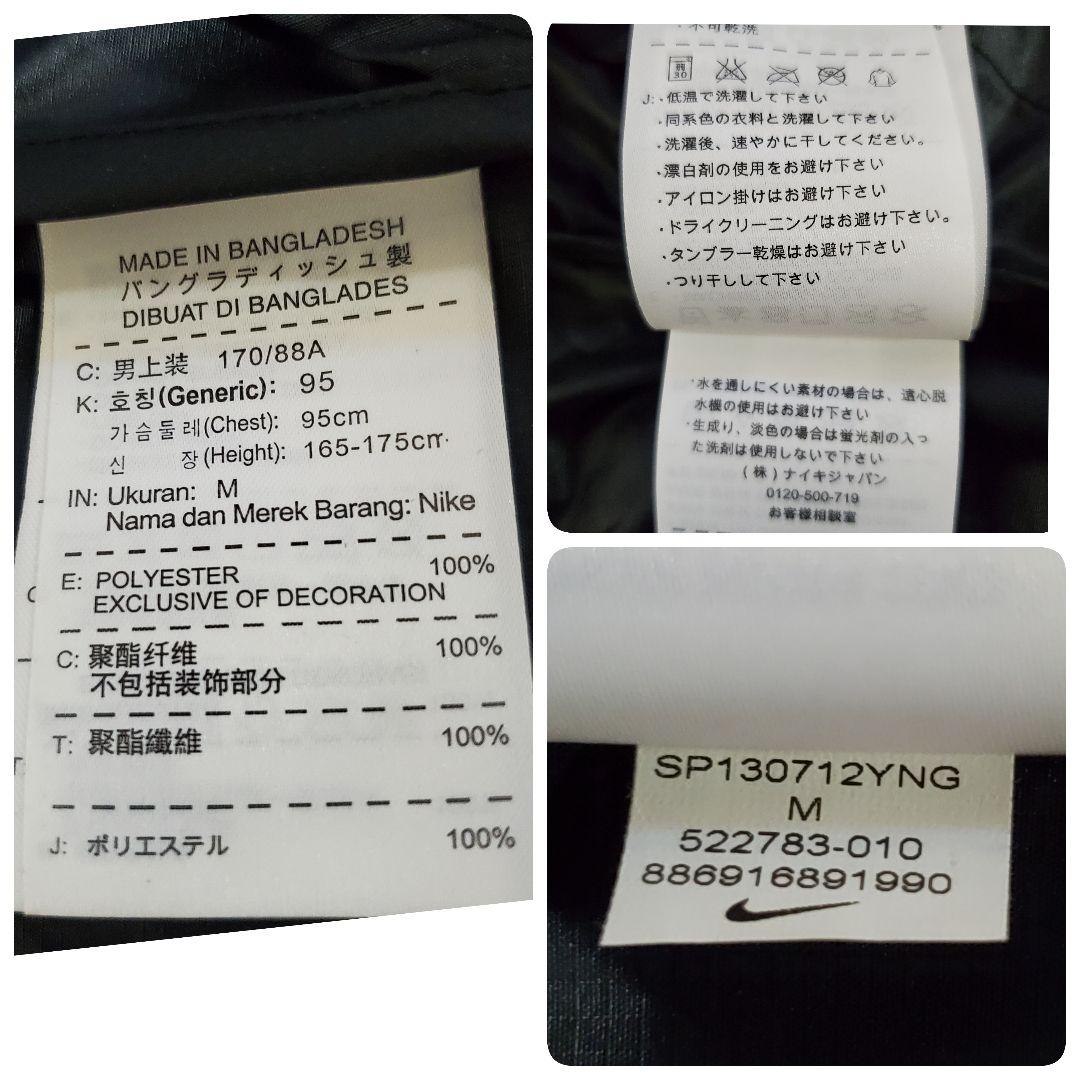 MADE IN BANGLADESH
バングラディッシュ製
DIBUAT DI BANGLADES
C: 男上装 170/88A
K: 호칭(Generic): 95
가슴둘레(Chest): 95cm
신 장(Height): 165-175cm
IN: Ukuran: M
Nama dan Merek Barang: Nike
E: POLYESTER 100%
EXCLUSIVE OF DECORATION
C: 聚酯纤维 100%
不包括装饰部分
T: 聚酯纖維 100%
J: ポリエステル 100%
・不可乾洗
30
J:・低温で洗濯して下さい
・同系色の衣料と洗濯して下さい
・洗濯後、速やかに干してください。
・漂白剤の使用をお避け下さい
・アイロン掛けはお避け下さい
・ドライクリーニングはお避け下さい。
・タンブラー乾燥はお避け下さい
・つり干しして下さい
・水を通しにくい素材の場合は、遠心脱
水機の使用はお避け下さい
・生成り、淡色の場合は蛍光剤の入っ
た洗剤は使用しないで下さい
(株)ナイキジャパン
0120-500-719
お客様相談室
SP130712YNG
M
522783-010
886916891990